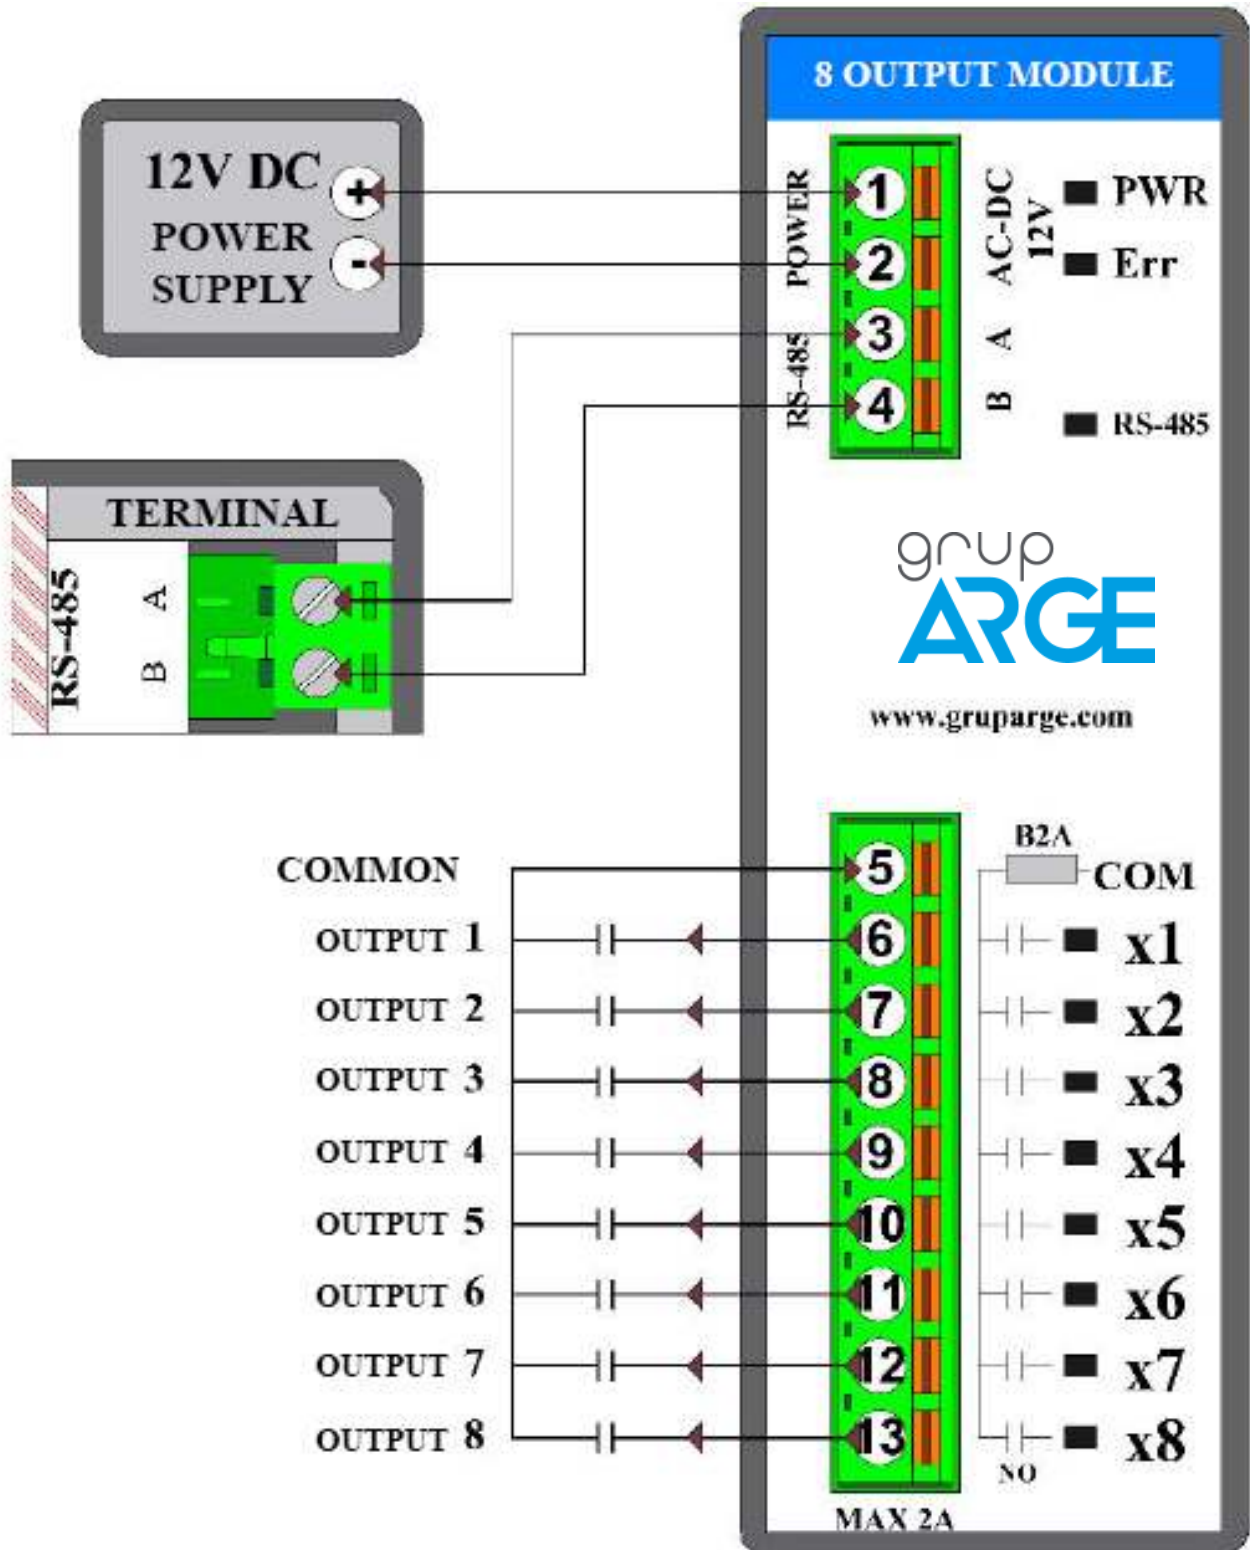 8 OUTPUT MODULE
12V DC
POWER
SUPPLY
+
-
POWER
RS-485
1
2
3
4
AC-DC
12V
A
B
PWR
Err
RS-485
TERMINAL
RS-485
A
B
grup
ARGE
www.gruparge.com
COMMON
OUTPUT 1
OUTPUT 2
OUTPUT 3
OUTPUT 4
OUTPUT 5
OUTPUT 6
OUTPUT 7
OUTPUT 8
5
6
7
8
9
10
11
12
13
B2A
COM
x1
x2
x3
x4
x5
x6
x7
x8
NO
MAX 2A